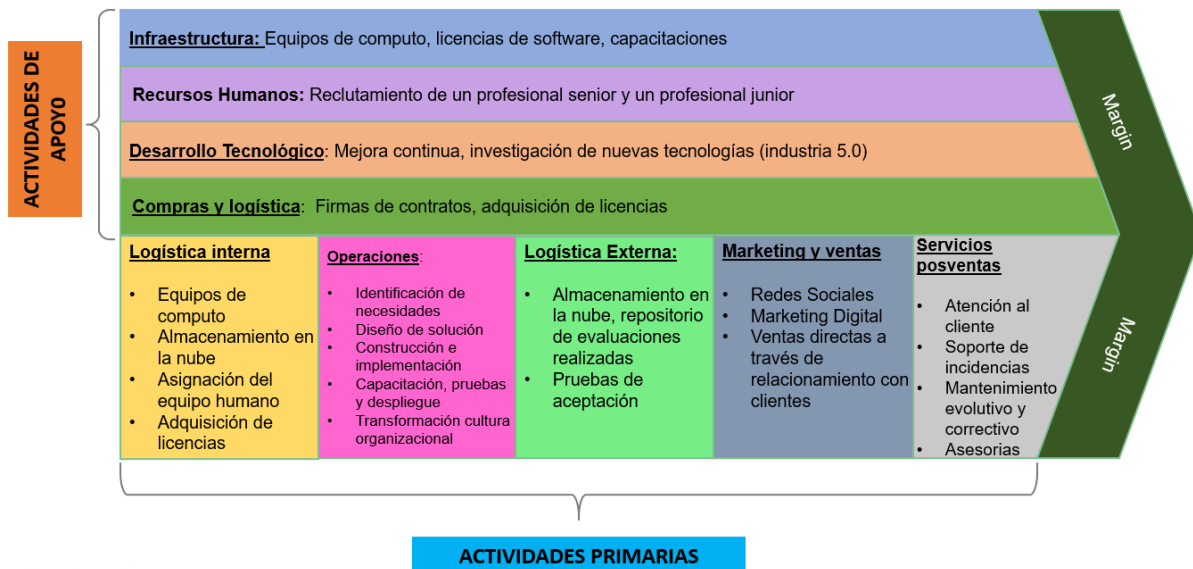 ACTIVIDADES DE
APOY0
Infraestructura: Equipos de computo, licencias de software, capacitaciones
Recursos Humanos: Reclutamiento de un profesional senior y un profesional junior
Desarrollo Tecnológico: Mejora continua, investigación de nuevas tecnologías (industria 5.0)
Compras y logística: Firmas de contratos, adquisición de licencias
Margin
Margin
Logística interna
• Equipos de
computo
• Almacenamiento en
la nube
• Asignación del
equipo humano
• Adquisición de
licencias
Operaciones:
• Identificación de
necesidades
• Diseño de solución
• Construcción e
implementación
• Capacitación, pruebas
y despliegue
• Transformación cultura
organizacional
Logística Externa:
• Almacenamiento en
la nube, repositorio
de evaluaciones
realizadas
• Pruebas de
aceptación
Marketing y ventas
• Redes Sociales
• Marketing Digital
• Ventas directas a
través de
relacionamiento con
clientes
Servicios
posventas
• Atención al
cliente
• Soporte de
incidencias
• Mantenimiento
evolutivo y
correctivo
• Asesorias
ACTIVIDADES PRIMARIAS